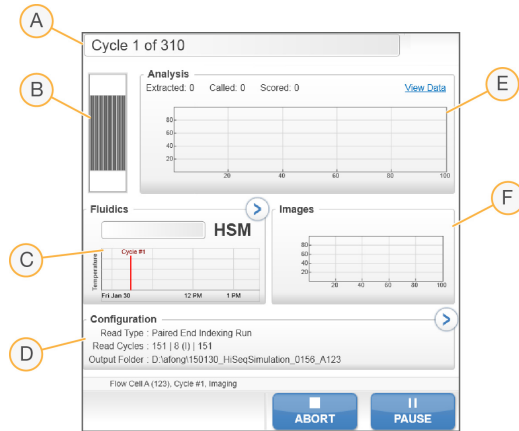 A
Cycle 1 of 310
B
Analysis
Extracted: 0 Called: 0 Scored: 0 View Data
E
80
60
40
20
20 40 60 80 100
Fluidics
HSM
Images
F
C
Cycle #1
Temperature
Fri Jan 30 12 PM 1 PM
80
60
40
20
20 40 60 80 100
D
Configuration
Read Type : Paired End Indexing Run
Read Cycles : 151 | 8 (I) | 151
Output Folder : D:\afong\150130_HiSeqSimulation_0156_A123
Flow Cell A (123), Cycle #1, Imaging
ABORT PAUSE